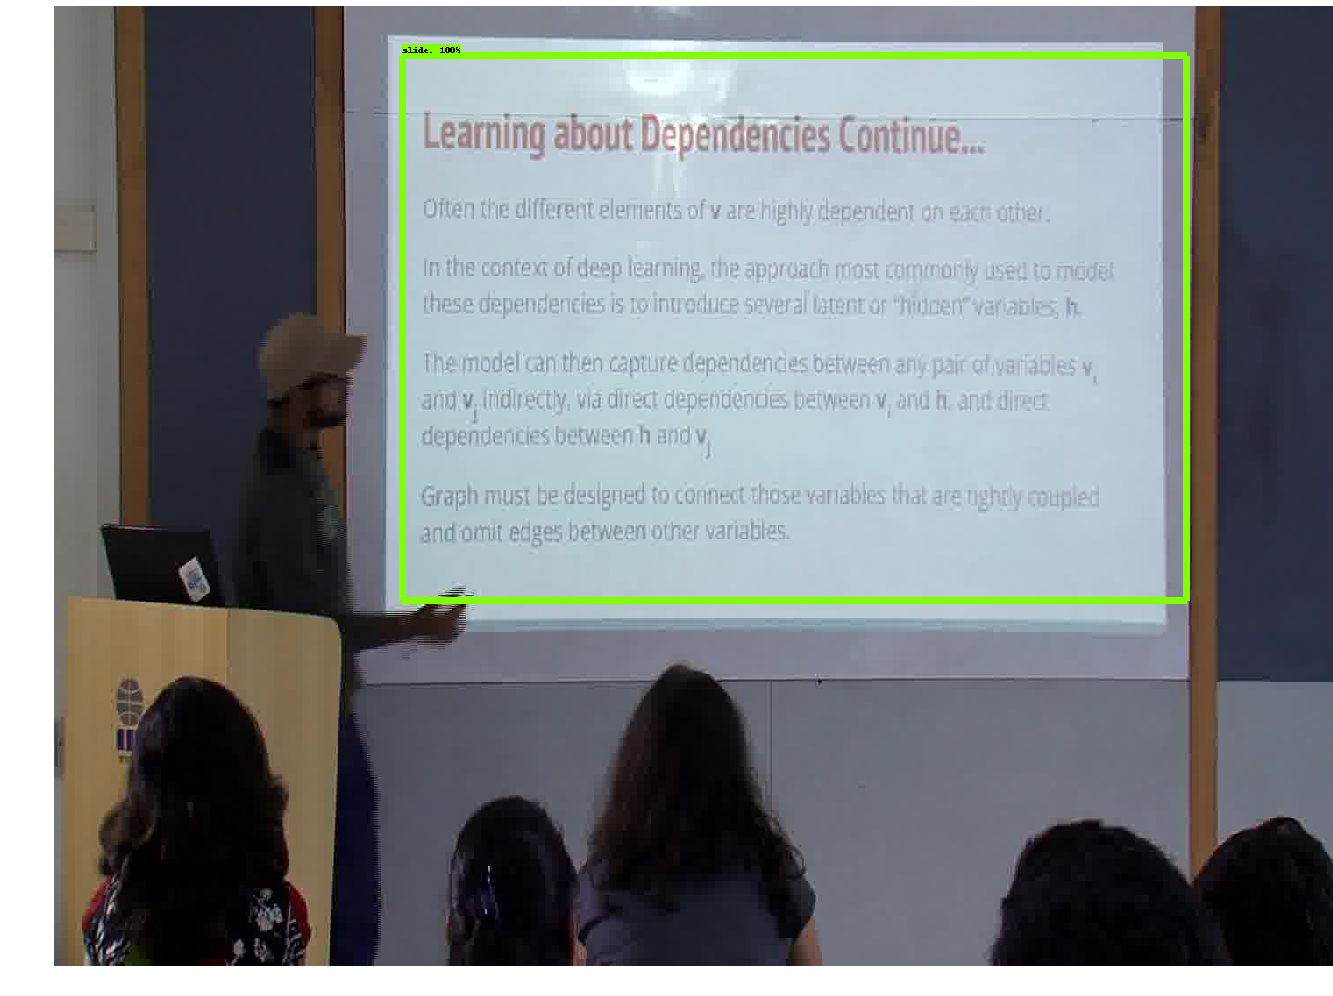 slide. 100%
Learning about Dependencies Continue...
Often the different elements of v are highly dependent on each other.
In the context of deep learning, the approach most commonly used to model
these dependencies is to introduce several latent or "hidden" variables, h.
The model can then capture dependencies between any pair of variables vi
and vj indirectly, via direct dependencies between vi and h, and direct
dependencies between h and vj
Graph must be designed to connect those variables that are tightly coupled
and omit edges between other variables.